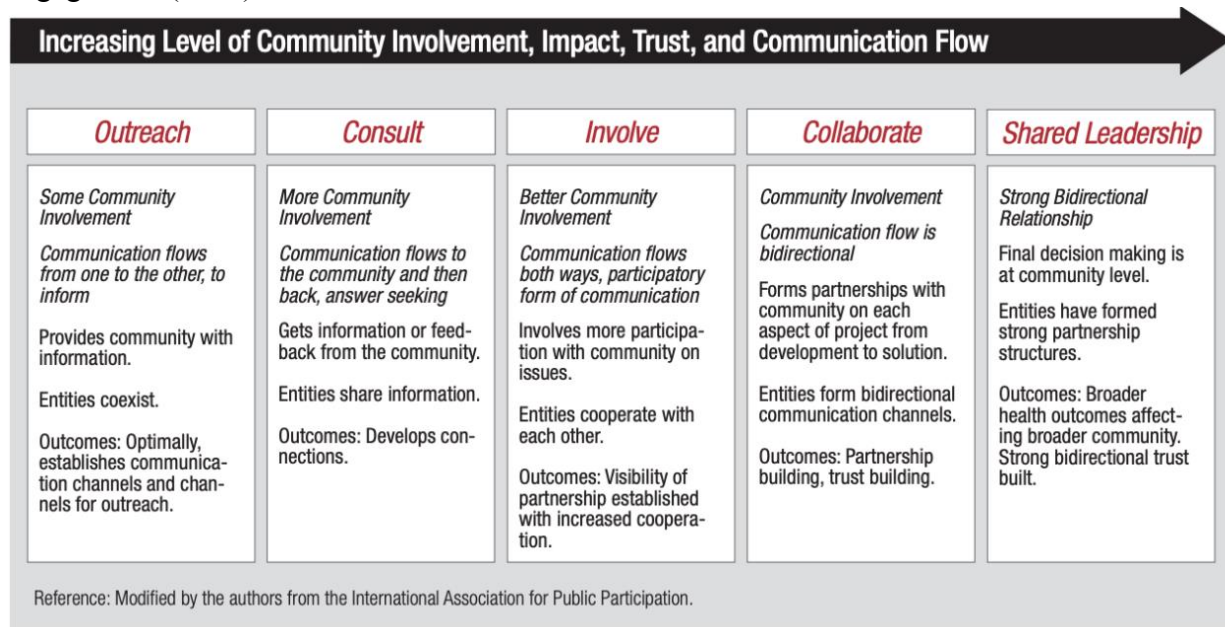 Increasing Level of Community Involvement, Impact, Trust, and Communication Flow
Outreach
Some Community
Involvement
Communication flows
from one to the other, to
inform
Provides community with
information.
Entities coexist.
Outcomes: Optimally,
establishes communica-
tion channels and chan-
nels for outreach.
Consult
More Community
Involvement
Communication flows to
the community and then
back, answer seeking
Gets information or feed-
back from the community.
Entities share information.
Outcomes: Develops con-
nections.
Involve
Better Community
Involvement
Communication flows
both ways, participatory
form of communication
Involves more participa-
tion with community on
issues.
Entities cooperate with
each other.
Outcomes: Visibility of
partnership established
with increased coopera-
tion.
Collaborate
Community Involvement
Communication flow is
bidirectional
Forms partnerships with
community on each
aspect of project from
development to solution.
Entities form bidirectional
communication channels.
Outcomes: Partnership
building, trust building.
Shared Leadership
Strong Bidirectional
Relationship
Final decision making is
at community level.
Entities have formed
strong partnership
structures.
Outcomes: Broader
health outcomes affect-
ing broader community.
Strong bidirectional trust
built.
Reference: Modified by the authors from the International Association for Public Participation.